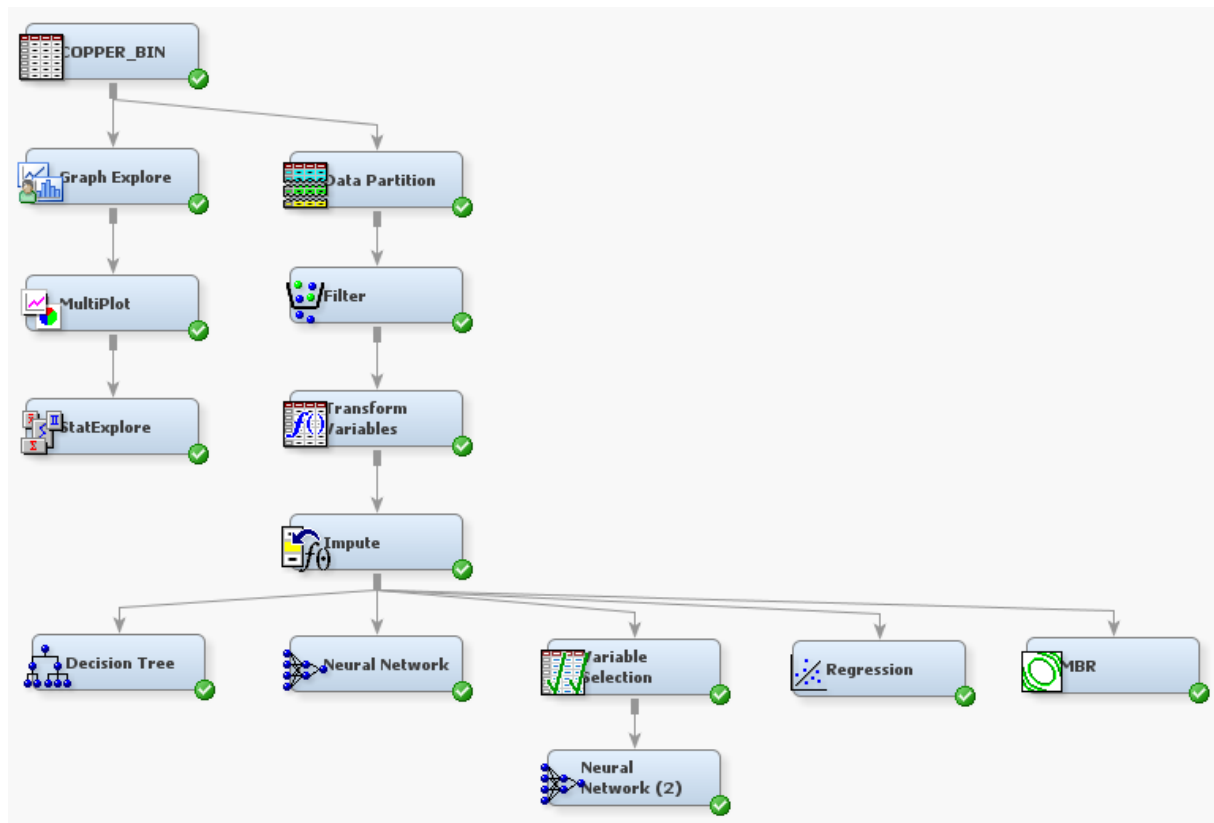 COPPER_BIN
Graph Explore
Data Partition
MultiPlot
Filter
StatExplore
Transform
Variables
Impute
Decision Tree
Neural Network
Variable
Selection
Regression
MBR
Neural
Network (2)